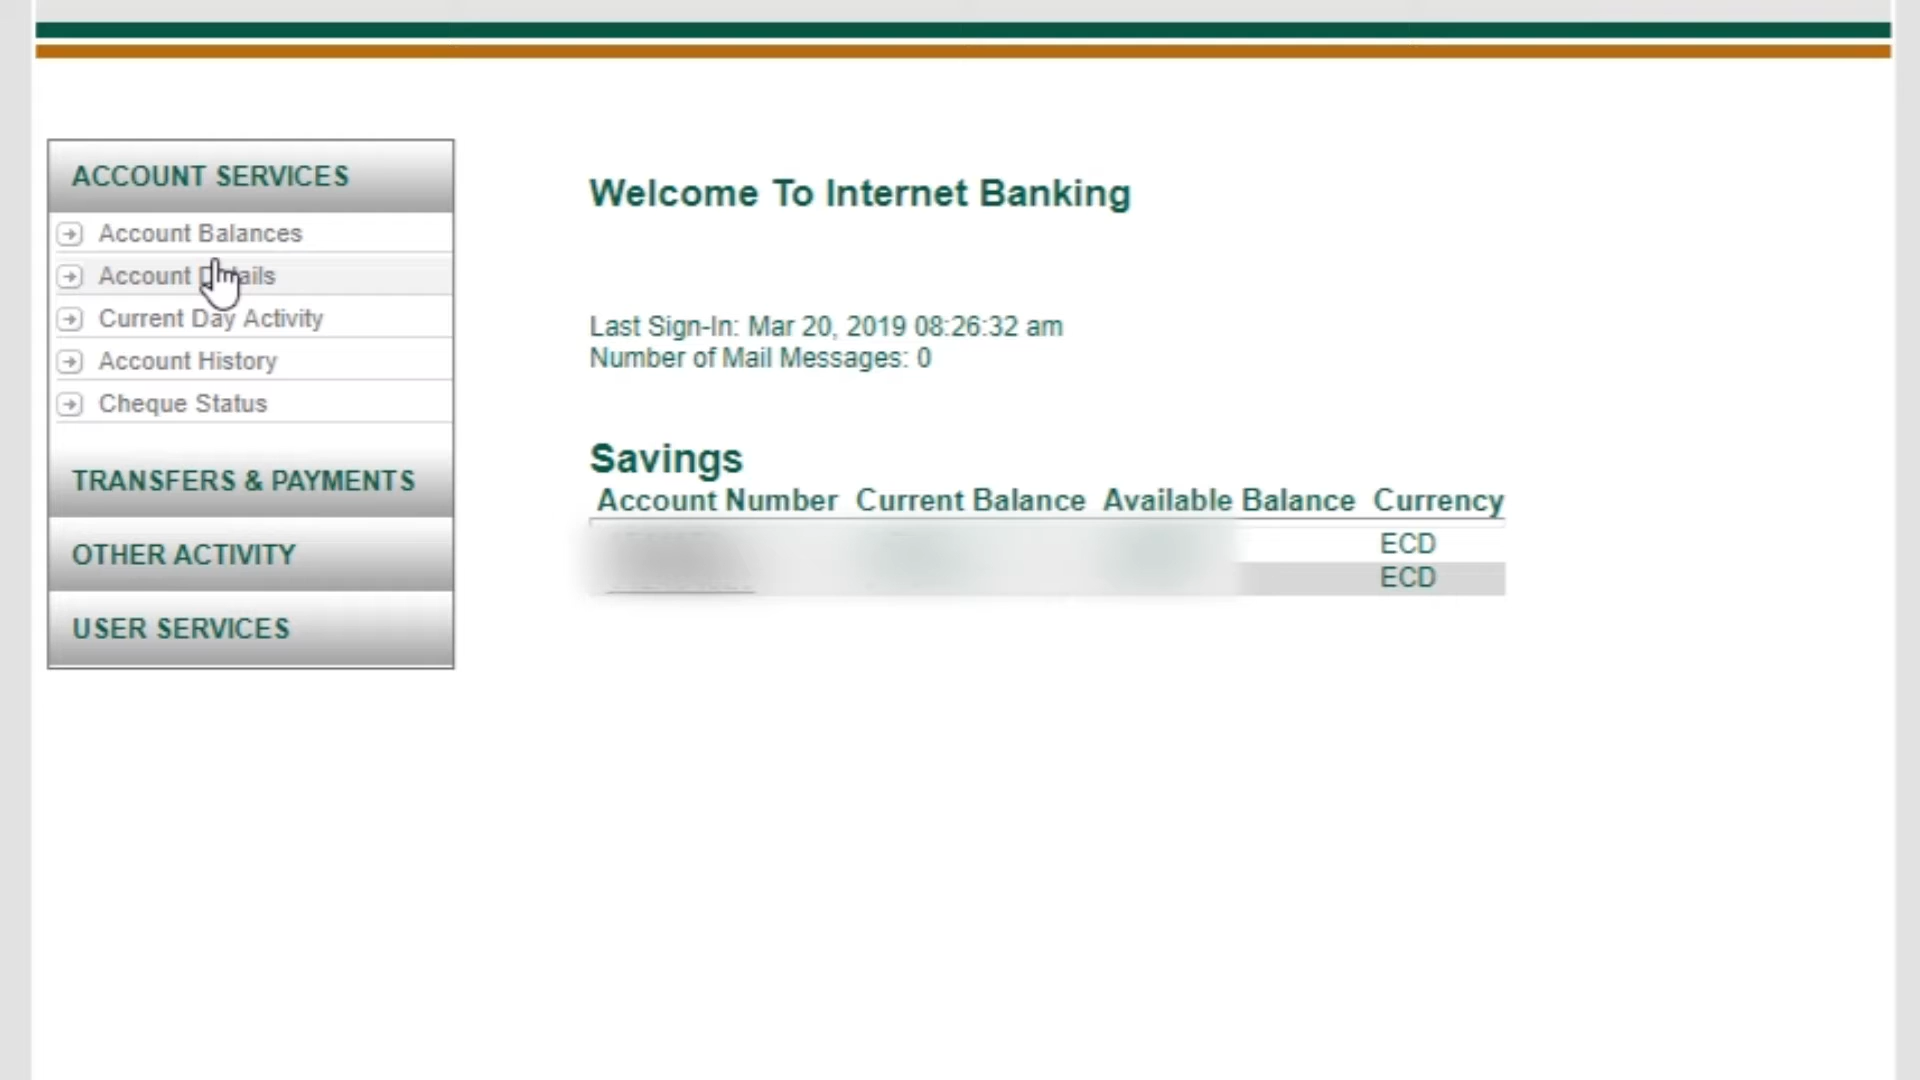 ACCOUNT SERVICES
Account Balances
Account Details
Current Day Activity
Account History
Cheque Status
TRANSFERS & PAYMENTS
OTHER ACTIVITY
USER SERVICES
Welcome To Internet Banking
Last Sign-In: Mar 20, 2019 08:26:32 am
Number of Mail Messages: 0
Savings
Account Number Current Balance Available Balance Currency
ECD
ECD